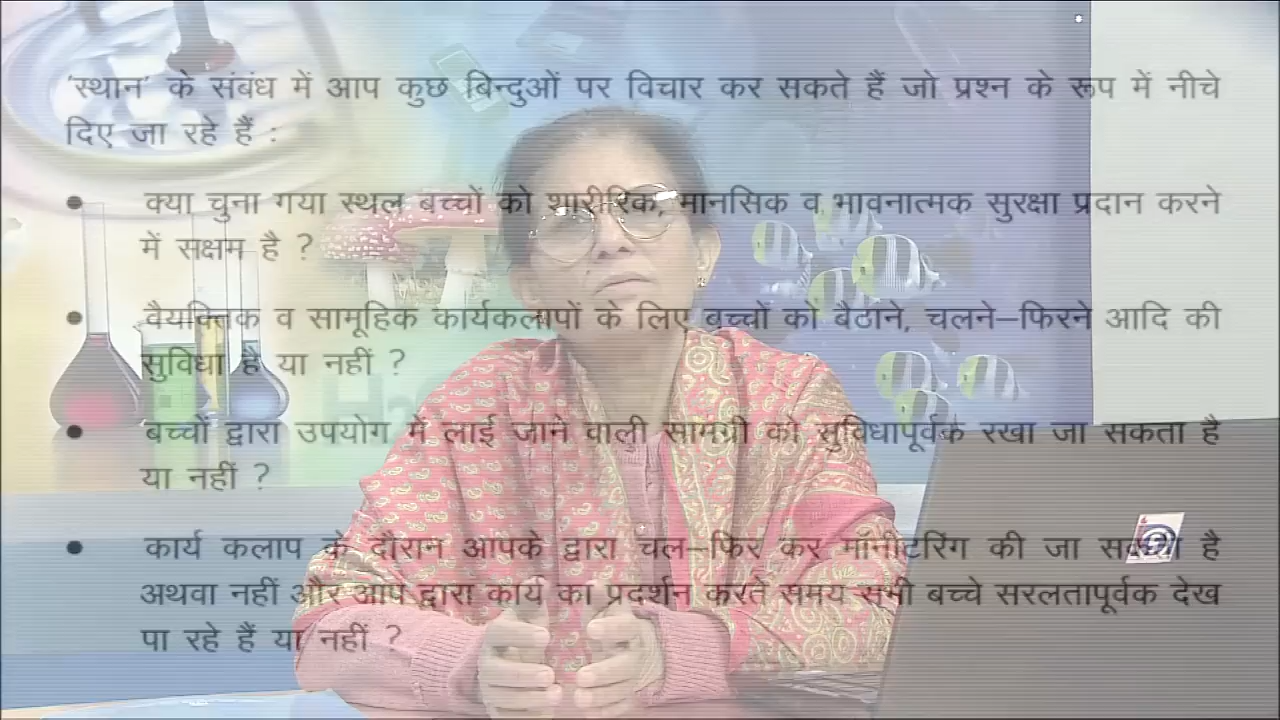 'स्थान' के संबंध में आप कुछ बिन्दुओं पर विचार कर सकते हैं जो प्रश्न के रूप में नीचे
दिए जा रहे हैं :
• क्या चुना गया स्थल बच्चों को शारीरिक, मानसिक व भावनात्मक सुरक्षा प्रदान करने
में सक्षम है ?
• वैयक्तिक व सामूहिक कार्यकलापों के लिए बच्चों को बैठाने, चलने–फिरने आदि की
सुविधा है या नहीं ?
• बच्चों द्वारा उपयोग में लाई जाने वाली सामग्री को सुविधापूर्वक रखा जा सकता है
या नहीं ?
• कार्य कलाप के दौरान आपके द्वारा चल–फिर कर मॉनीटरिंग की जा सकता है
अथवा नहीं और आप द्वारा कार्य का प्रदर्शन करते समय सभी बच्चे सरलतापूर्वक देख
पा रहे हैं या नहीं ?